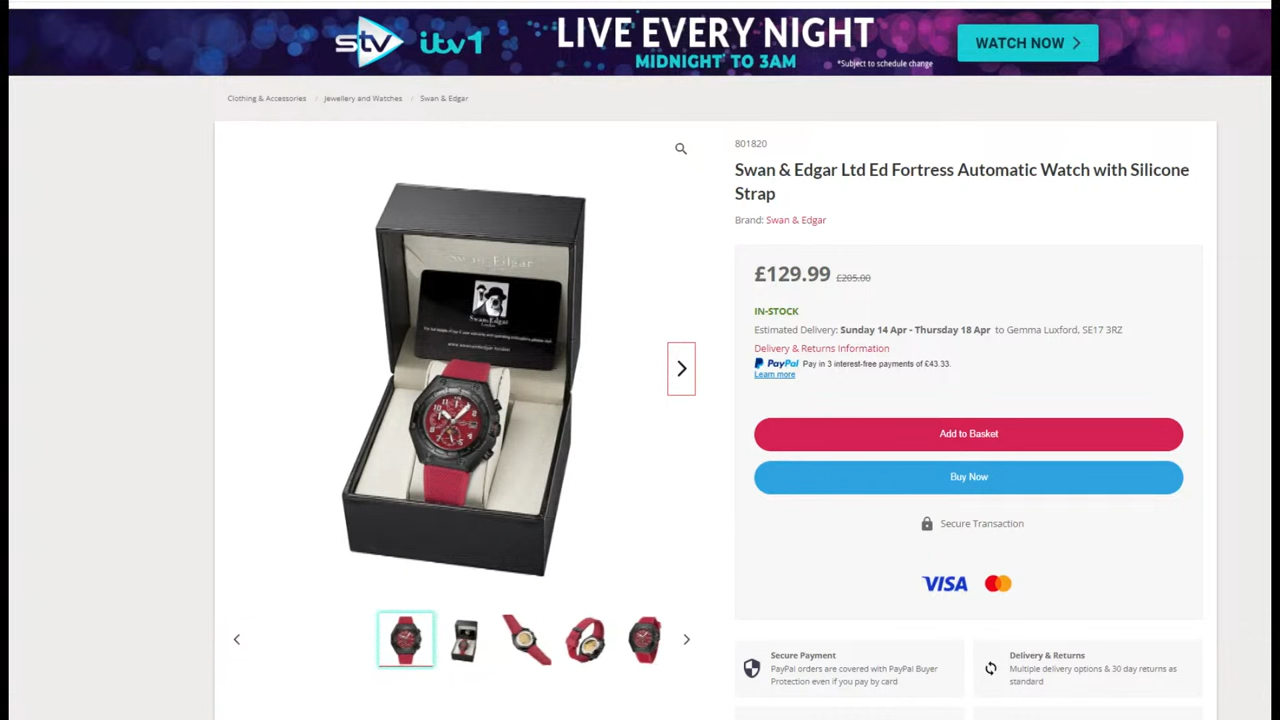 stv itv1
LIVE EVERY NIGHT
MIDNIGHT TO 3AM
*Subject to schedule change
WATCH NOW
Clothing & Accessories / Jewellery and Watches / Swan & Edgar
801820
Swan & Edgar Ltd Ed Fortress Automatic Watch with Silicone
Strap
Brand: Swan & Edgar
£129.99 £205.00
IN-STOCK
Estimated Delivery: Sunday 14 Apr - Thursday 18 Apr to Gemma Luxford, SE17 3RZ
Delivery & Returns Information
PayPal Pay in 3 interest-free payments of £43.33.
Learn more
Add to Basket
Buy Now
Secure Transaction
VISA
Swan & Edgar
Swan & Edgar
London
Secure Payment
PayPal orders are covered with PayPal Buyer
Protection even if you pay by card
Delivery & Returns
Multiple delivery options & 30 day returns as
standard